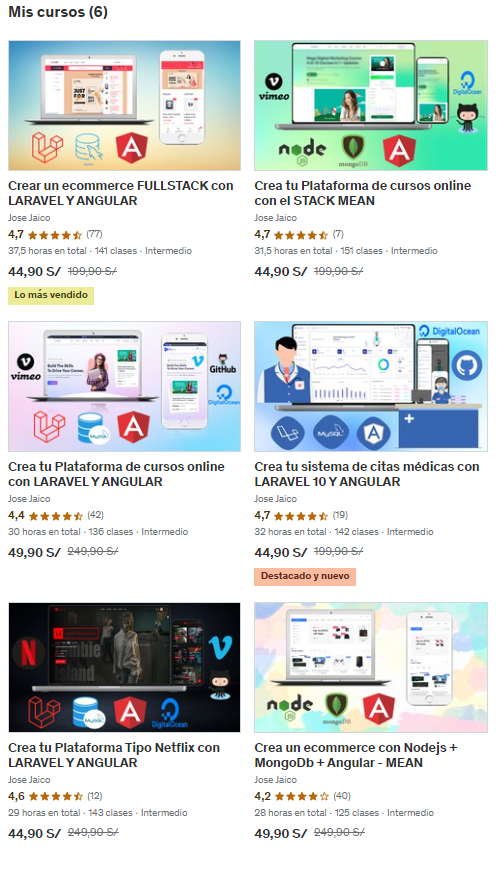 Mis cursos (6)
vimeo
DigitalOcean
node
JS
mongoDB
Crear un ecommerce FULLSTACK con
LARAVEL Y ANGULAR
Jose Jaico
4,7 (77)
37,5 horas en total · 141 clases · Intermedio
44,90 S/ 199,90 S/
Lo más vendido
Crea tu Plataforma de cursos online
con el STACK MEAN
Jose Jaico
4,7 (7)
31,5 horas en total · 151 clases · Intermedio
44,90 S/ 199,90 S/
vimeo
GitHub
DigitalOcean
MySQL
DigitalOcean
MySQL
Crea tu Plataforma de cursos online
con LARAVEL Y ANGULAR
Jose Jaico
4,4 (42)
30 horas en total · 136 clases · Intermedio
49,90 S/ 249,90 S/
Crea tu sistema de citas médicas con
LARAVEL 10 Y ANGULAR
Jose Jaico
4,7 (19)
32 horas en total · 142 clases · Intermedio
44,90 S/ 199,90 S/
Destacado y nuevo
MySQL
DigitalOcean
node
JS
mongoDB
Crea tu Plataforma Tipo Netflix con
LARAVEL Y ANGULAR
Jose Jaico
4,6 (12)
29 horas en total · 143 clases · Intermedio
44,90 S/ 249,90 S/
Crea un ecommerce con Nodejs +
MongoDb + Angular - MEAN
Jose Jaico
4,2 (40)
28 horas en total · 125 clases · Intermedio
49,90 S/ 249,90 S/